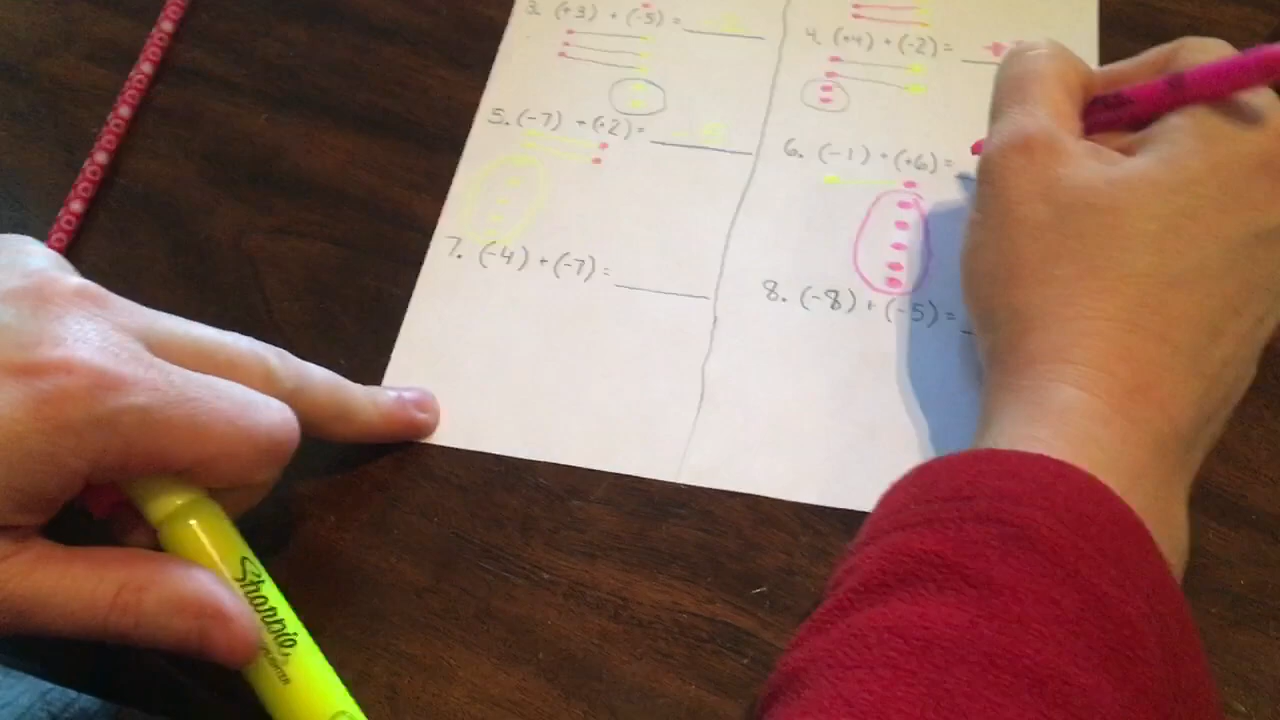 3. (+3) + (-5) =
4. (+4) + (-2) =
5. (-7) + (+2) =
6. (-1) + (+6) =
7. (-4) + (-7) =
8. (-8) + (-5) =
Sharpie